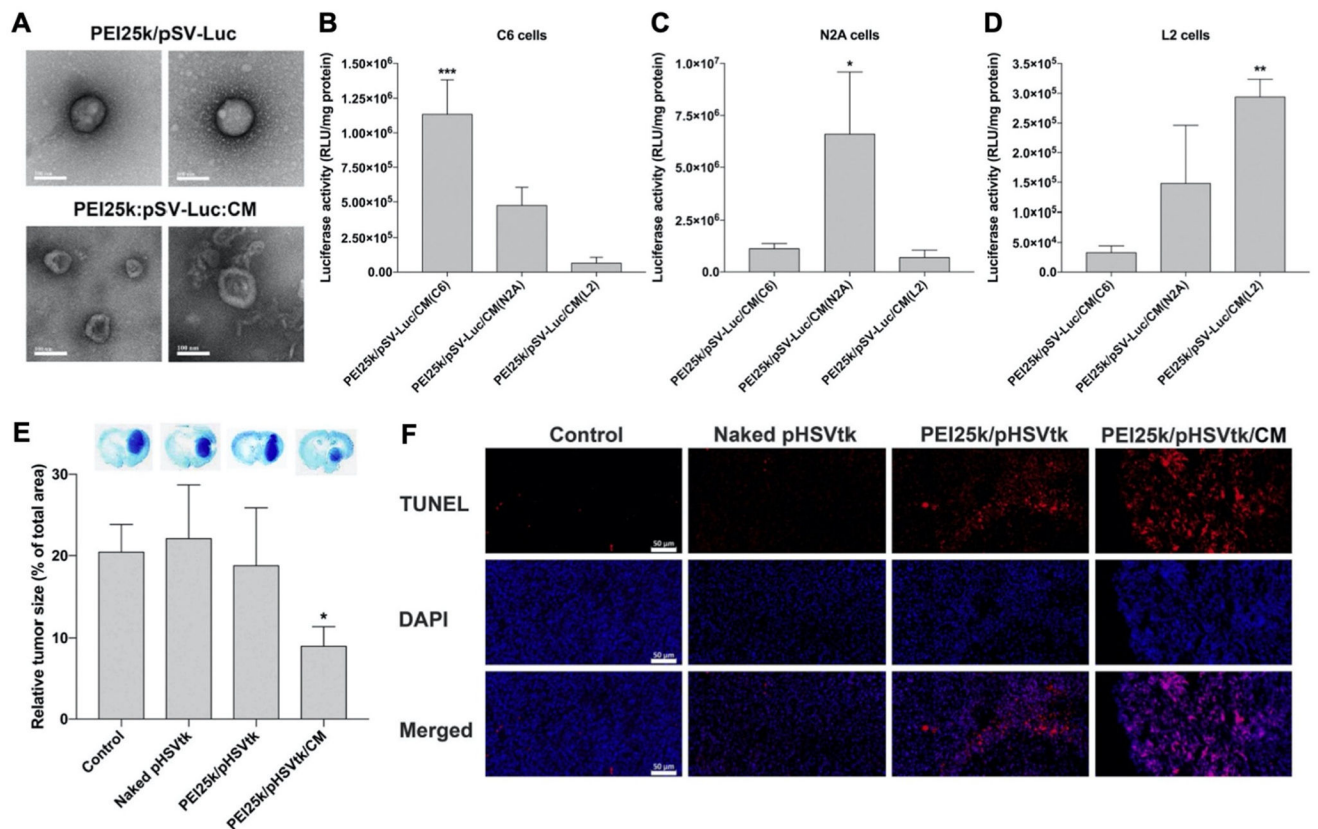 A
PEI25k/pSV-Luc
PEI25k:pSV-Luc:CM
100 nm
B
C6 cells
Luciferase activity (RLU/mg protein)
1.50×10⁶
1.25×10⁶
1.00×10⁶
7.50×10⁵
5.00×10⁵
2.50×10⁵
0.00
***
PEI25k/pSV-Luc/CM(C6)
PEI25k/pSV-Luc/CM(N2A)
PEI25k/pSV-Luc/CM(L2)
C
N2A cells
Luciferase activity (RLU/mg protein)
1.0×10⁷
7.5×10⁶
5.0×10⁶
2.5×10⁶
0.0
*
PEI25k/pSV-Luc/CM(C6)
PEI25k/pSV-Luc/CM(N2A)
PEI25k/pSV-Luc/CM(L2)
D
L2 cells
Luciferase activity (RLU/mg protein)
3.5×10⁵
3.0×10⁵
2.5×10⁵
1.5×10⁵
1.0×10⁵
5.0×10⁴
0.0
**
PEI25k/pSV-Luc/CM(C6)
PEI25k/pSV-Luc/CM(N2A)
PEI25k/pSV-Luc/CM(L2)
E
Relative tumor size (% of total area)
30
20
10
0
*
Control
Naked pHSVtk
PEI25k/pHSVtk
PEI25k/pHSVtk/CM
F
Control Naked pHSVtk PEI25k/pHSVtk PEI25k/pHSVtk/CM
TUNEL
50 µm
DAPI
50 µm
Merged
50 µm